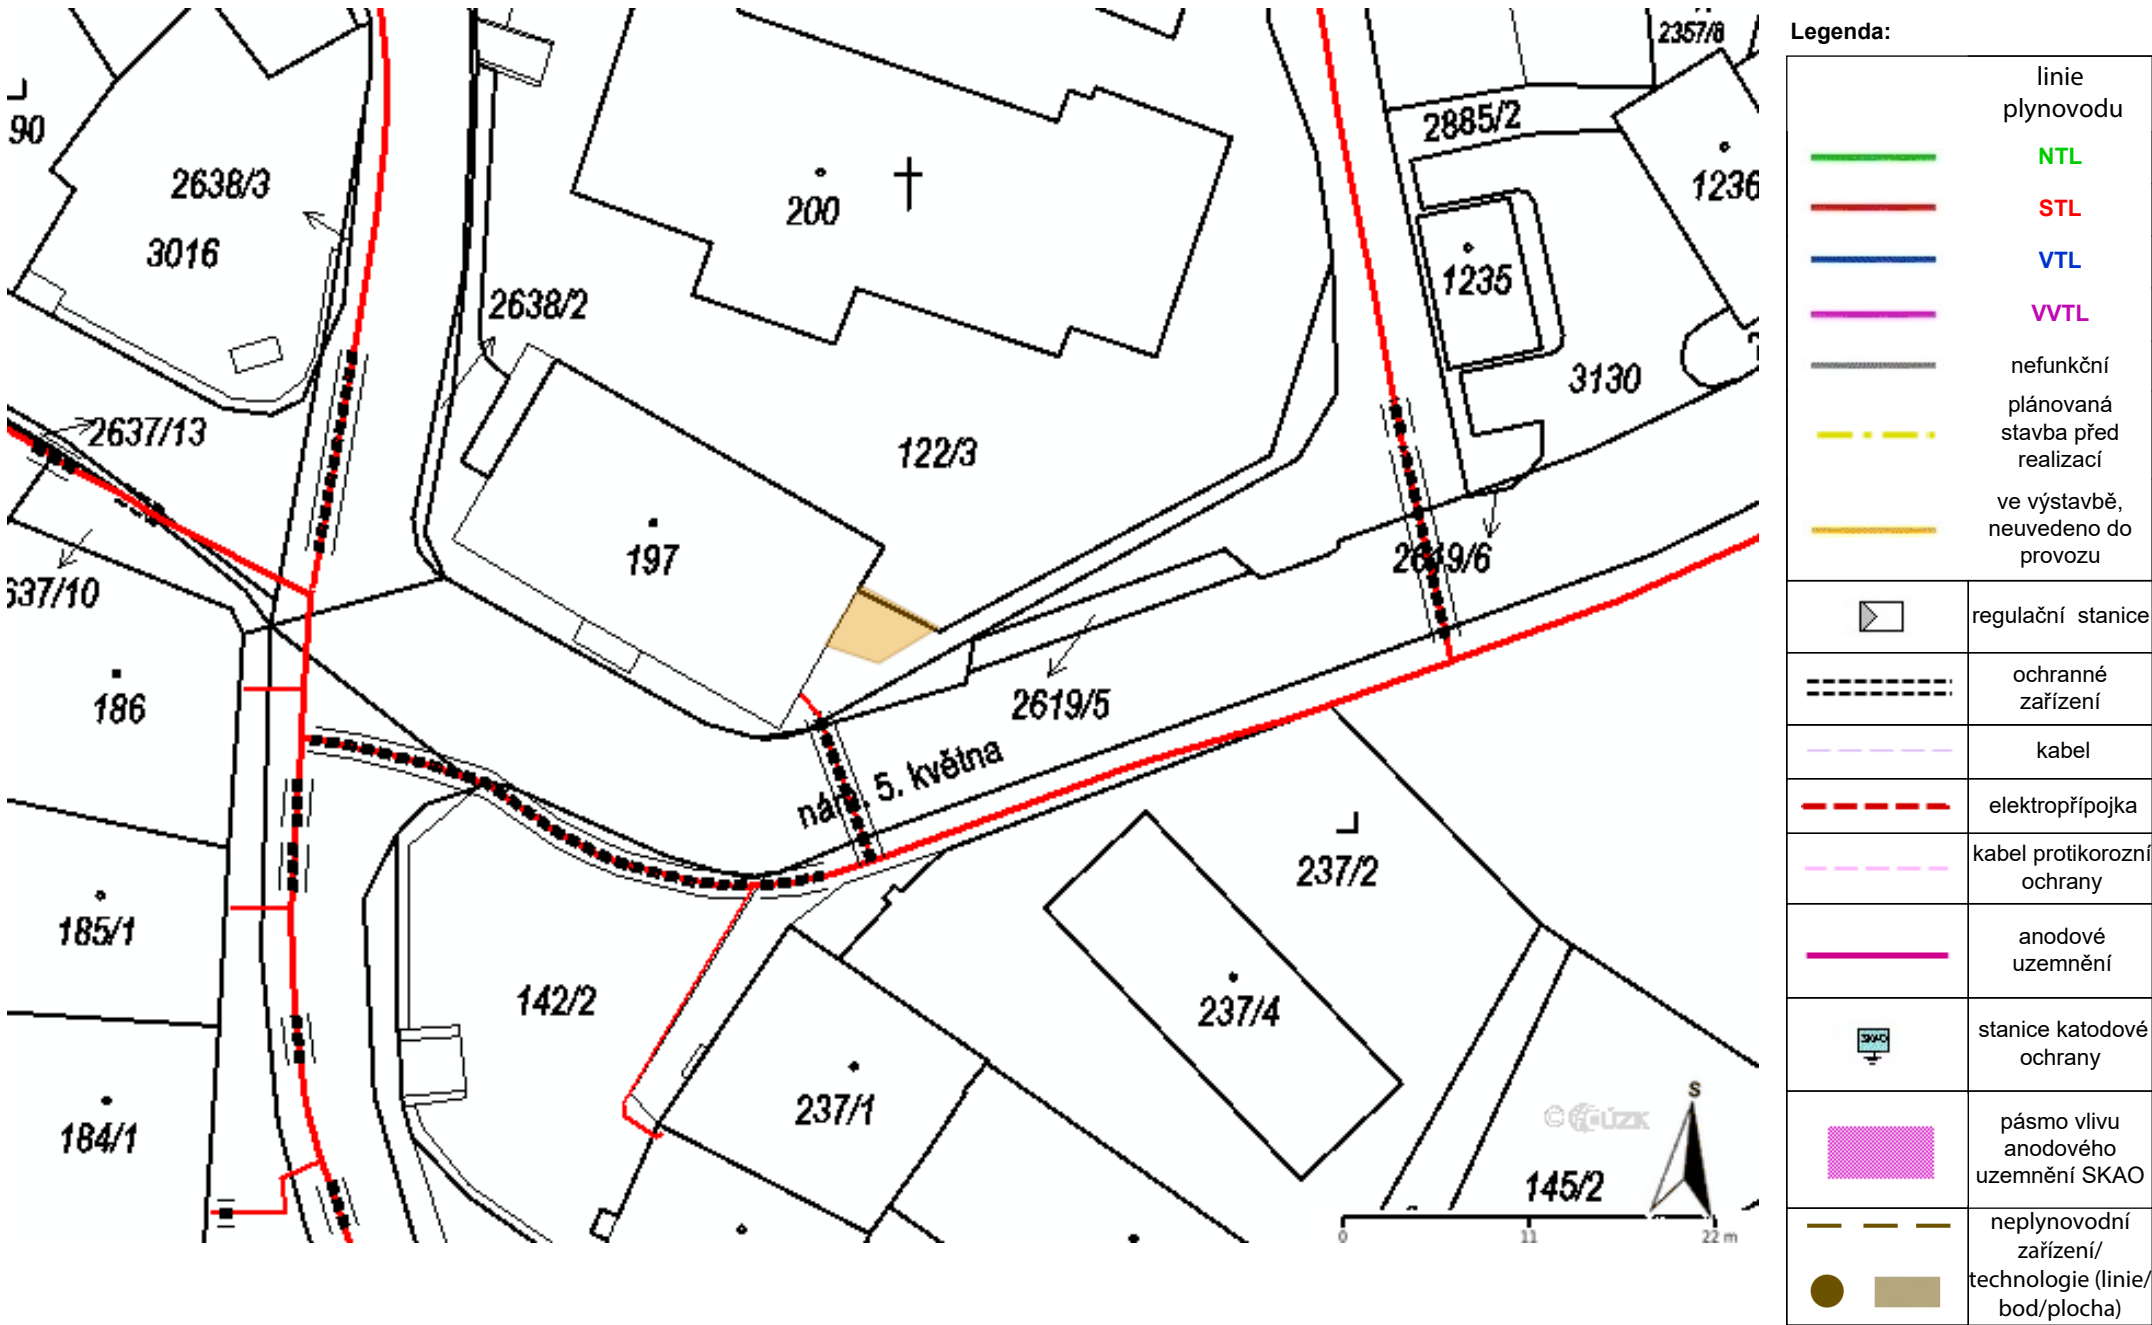 2357/8
90
2885/2
2638/3
200
1236
3016
1235
2638/2
3130
2637/13
122/3
197
2619/6
637/10
186
2619/5
nám. 5. května
237/2
185/1
142/2
237/4
237/1
184/1
145/2
© ČÚZK
S
0 11 22 m
Legenda:
linie
plynovodu
NTL
STL
VTL
VVTL
nefunkční
plánovaná
stavba před
realizací
ve výstavbě,
neuvedeno do
provozu
regulační stanice
ochranné
zařízení
kabel
elektropřípojka
kabel protikorozní
ochrany
anodové
uzemnění
SKAO
stanice katodové
ochrany
pásmo vlivu
anodového
uzemnění SKAO
neplynovodní
zařízení/
technologie (linie/
bod/plocha)